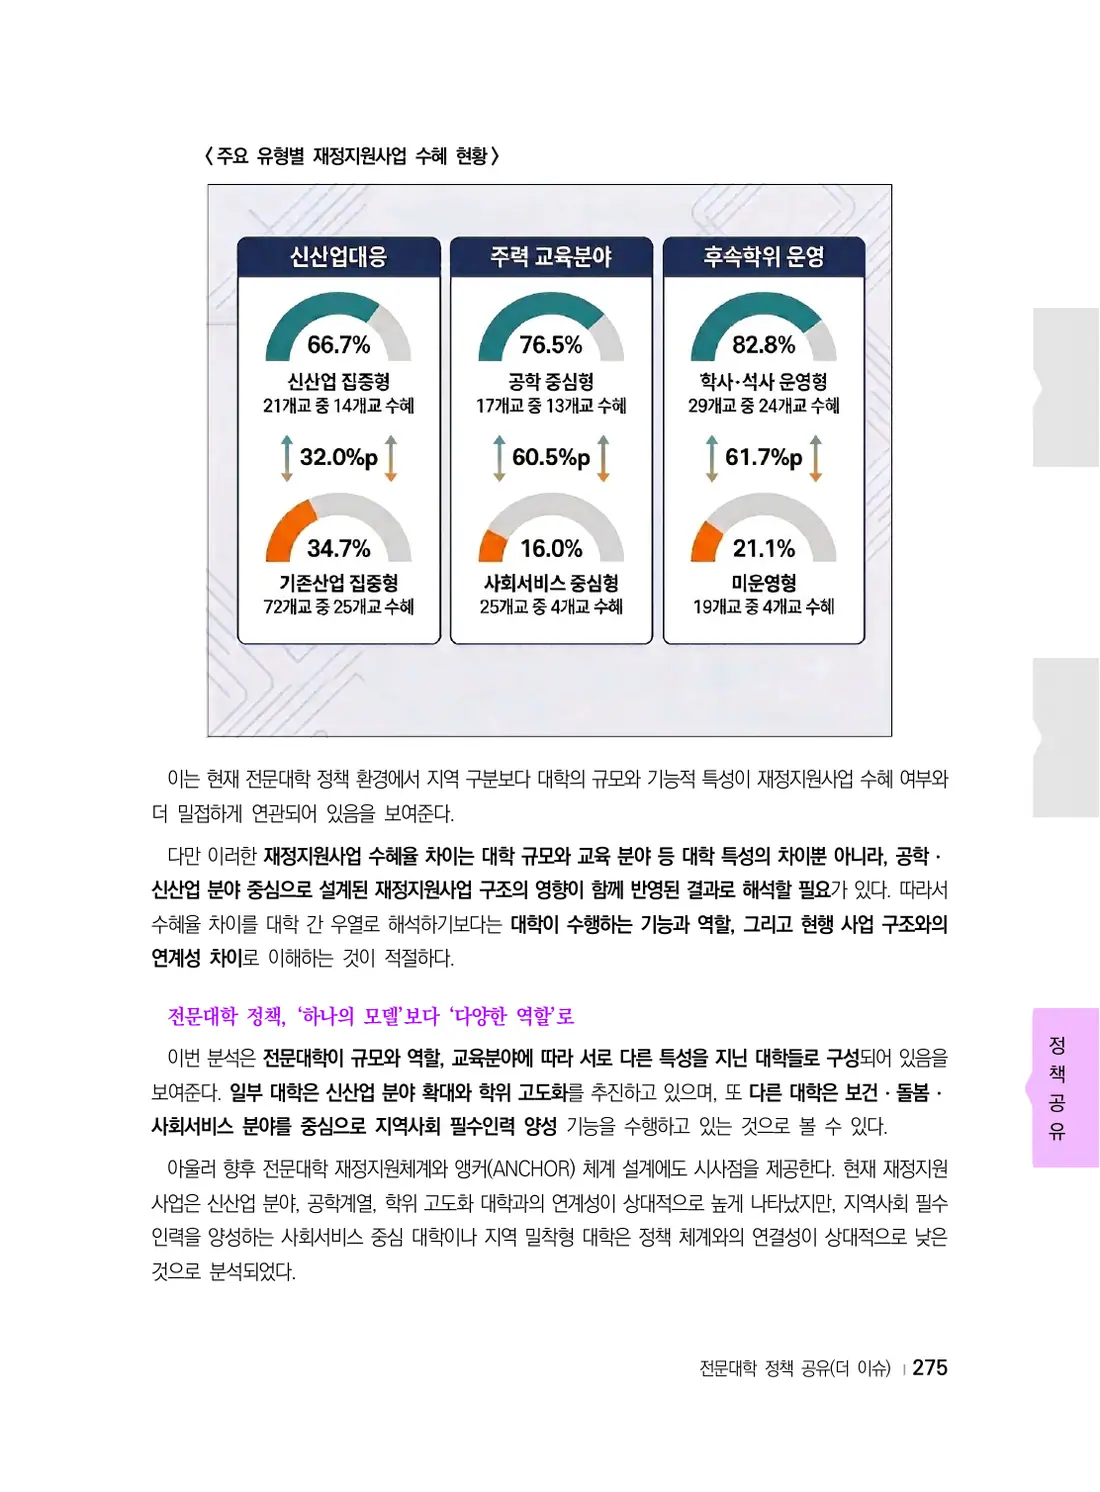 〈주요 유형별 재정지원사업 수혜 현황〉
신산업대응
66.7%
신산업 집중형
21개교 중 14개교 수혜
32.0%p
34.7%
기존산업 집중형
72개교 중 25개교 수혜
주력 교육분야
76.5%
공학 중심형
17개교 중 13개교 수혜
60.5%p
16.0%
사회서비스 중심형
25개교 중 4개교 수혜
후속학위 운영
82.8%
학사·석사 운영형
29개교 중 24개교 수혜
61.7%p
21.1%
미운영형
19개교 중 4개교 수혜
이는 현재 전문대학 정책 환경에서 지역 구분보다 대학의 규모와 기능적 특성이 재정지원사업 수혜 여부와
더 밀접하게 연관되어 있음을 보여준다.
다만 이러한 재정지원사업 수혜율 차이는 대학 규모와 교육 분야 등 대학 특성의 차이뿐 아니라, 공학·
신산업 분야 중심으로 설계된 재정지원사업 구조의 영향이 함께 반영된 결과로 해석할 필요가 있다. 따라서
수혜율 차이를 대학 간 우열로 해석하기보다는 대학이 수행하는 기능과 역할, 그리고 현행 사업 구조와의
연계성 차이로 이해하는 것이 적절하다.
전문대학 정책, ‘하나의 모델’보다 ‘다양한 역할’로
이번 분석은 전문대학이 규모와 역할, 교육분야에 따라 서로 다른 특성을 지닌 대학들로 구성되어 있음을
보여준다. 일부 대학은 신산업 분야 확대와 학위 고도화를 추진하고 있으며, 또 다른 대학은 보건·돌봄·
사회서비스 분야를 중심으로 지역사회 필수인력 양성 기능을 수행하고 있는 것으로 볼 수 있다.
아울러 향후 전문대학 재정지원체계와 앵커(ANCHOR) 체계 설계에도 시사점을 제공한다. 현재 재정지원
사업은 신산업 분야, 공학계열, 학위 고도화 대학과의 연계성이 상대적으로 높게 나타났지만, 지역사회 필수
인력을 양성하는 사회서비스 중심 대학이나 지역 밀착형 대학은 정책 체계와의 연결성이 상대적으로 낮은
것으로 분석되었다.
정
책
공
유
전문대학 정책 공유(더 이슈) | 275